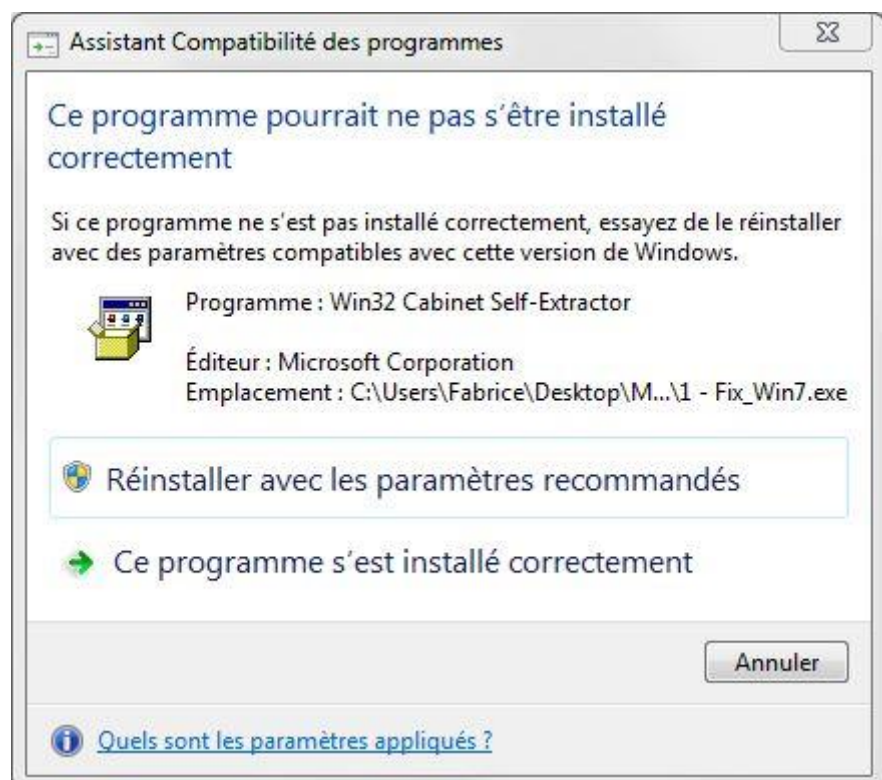 Assistant Compatibilité des programmes
Ce programme pourrait ne pas s'être installé
correctement
Si ce programme ne s'est pas installé correctement, essayez de le réinstaller
avec des paramètres compatibles avec cette version de Windows.
Programme : Win32 Cabinet Self-Extractor
Éditeur : Microsoft Corporation
Emplacement : C:\Users\Fabrice\Desktop\M...\1 - Fix_Win7.exe
Réinstaller avec les paramètres recommandés
Ce programme s'est installé correctement
Annuler
Quels sont les paramètres appliqués ?